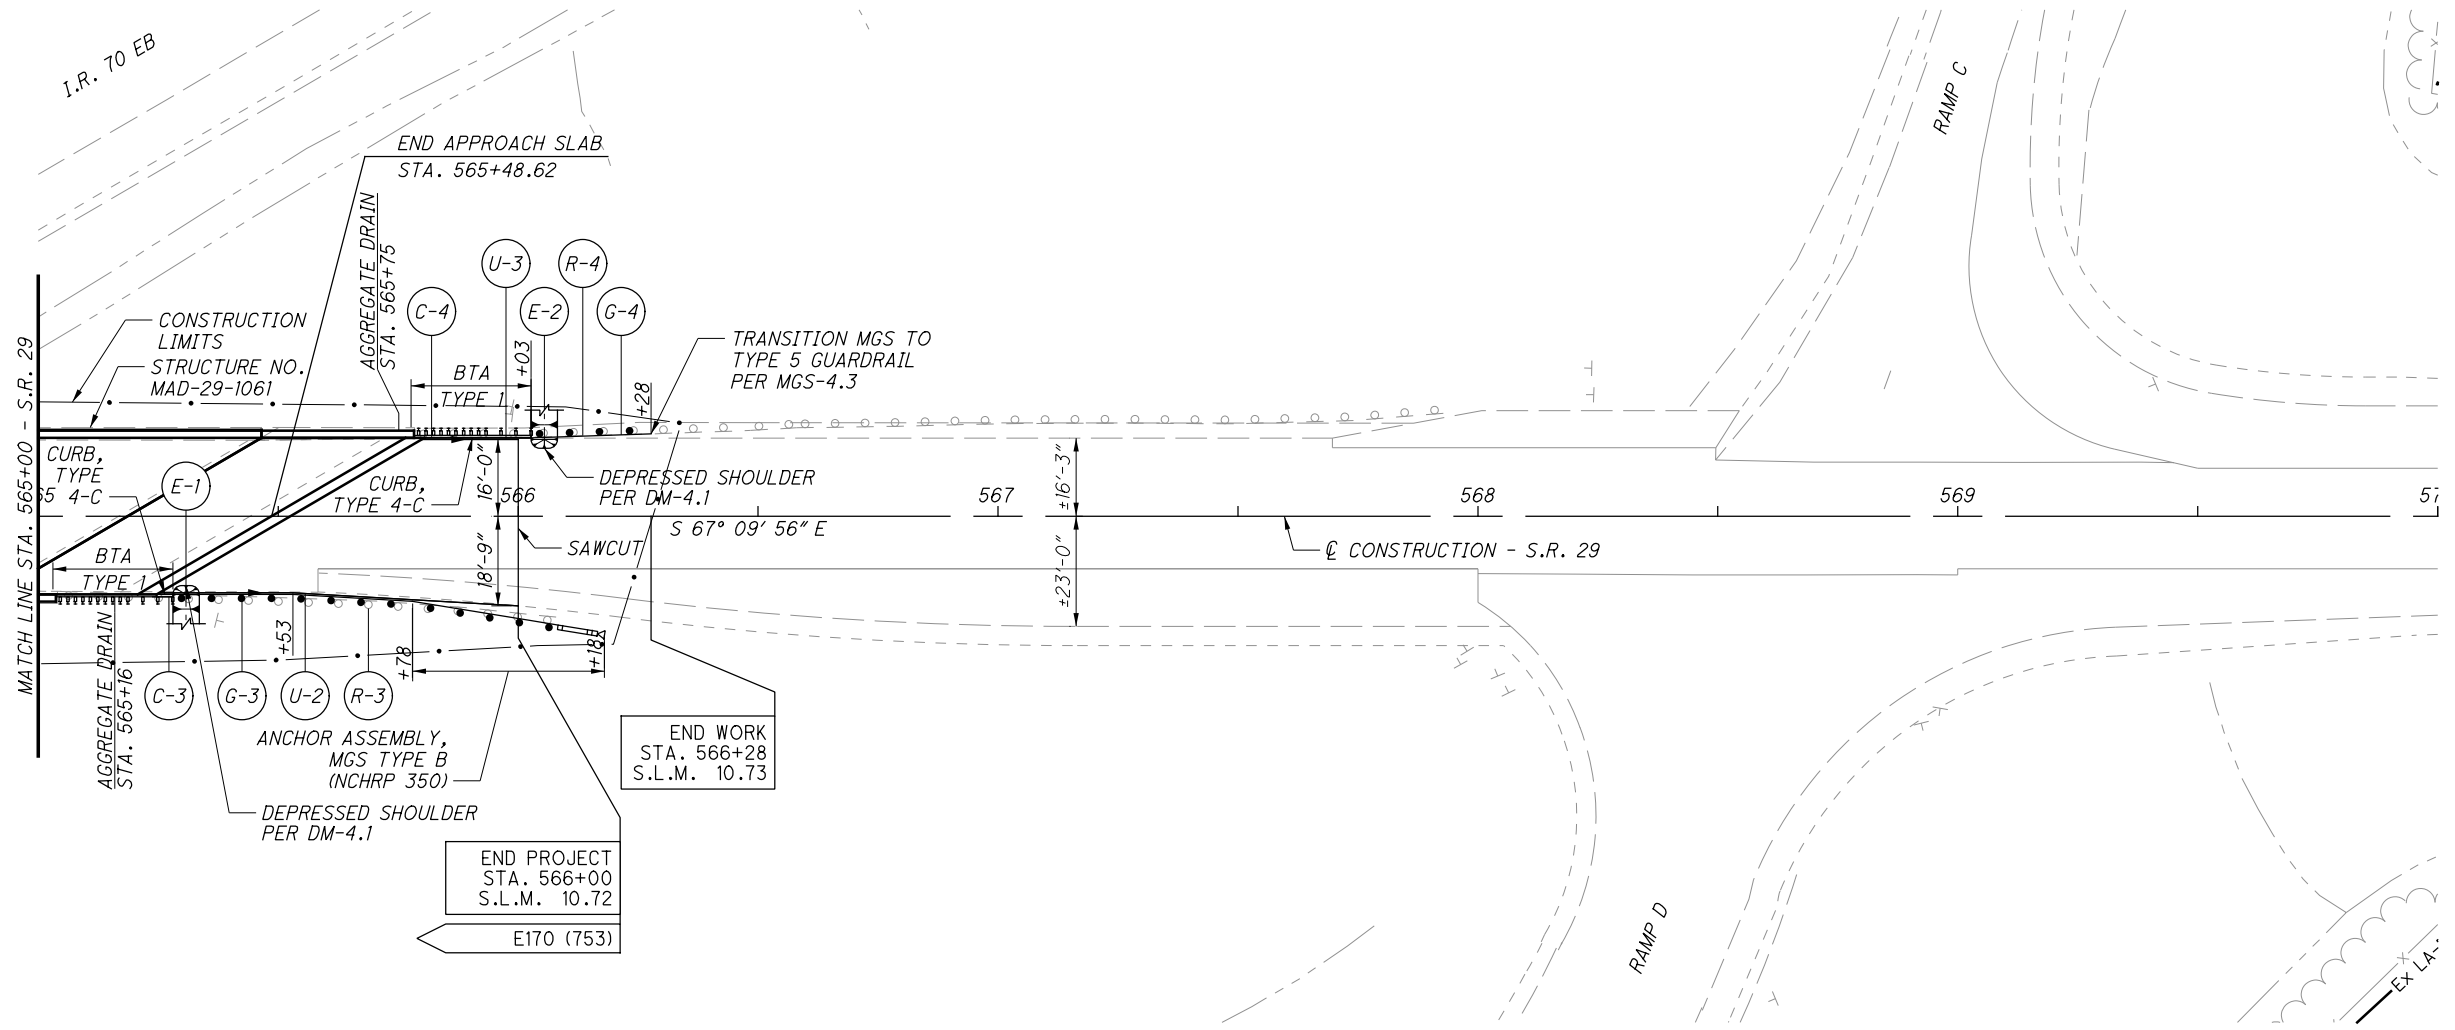 I.R. 70 EB
RAMP C
END APPROACH SLAB
STA. 565+48.62
AGGREGATE DRAIN
STA. 565+75
U-3
R-4
C-4
E-2
G-4
CONSTRUCTION
LIMITS
STRUCTURE NO.
MAD-29-1061
BTA
TYPE 1
+03
+28
TRANSITION MGS TO
TYPE 5 GUARDRAIL
PER MGS-4.3
MATCH LINE STA. 565+00 - S.R. 29
CURB,
TYPE
4-C
65
E-1
CURB,
TYPE 4-C
16'-0"
566
DEPRESSED SHOULDER
PER DM-4.1
567
±16'-3"
568
569
57
S 67° 09' 56" E
BTA
TYPE 1
18'-9"
SAWCUT
±23'-0"
℄ CONSTRUCTION - S.R. 29
+53
+78
+18
AGGREGATE DRAIN
STA. 565+16
C-3
G-3
U-2
R-3
ANCHOR ASSEMBLY,
MGS TYPE B
(NCHRP 350)
END WORK
STA. 566+28
S.L.M. 10.73
DEPRESSED SHOULDER
PER DM-4.1
END PROJECT
STA. 566+00
S.L.M. 10.72
E170 (753)
RAMP D
Ex LA-